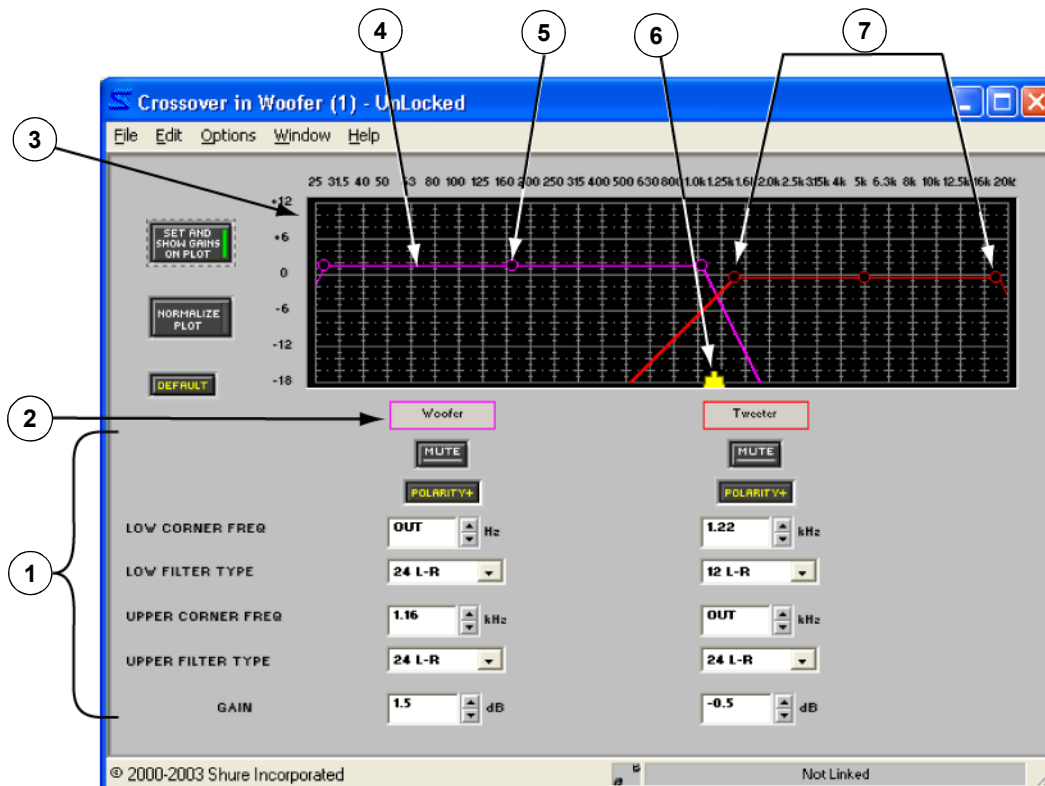 4 5 6 7
Crossover in Woofer (1) - UnLocked
File Edit Options Window Help
3
25 31.5 40 50 63 80 100 125 160 200 250 315 400 500 630 800 1.0k 1.25k 1.6k 2.0k 2.5k 3.15k 4k 5k 6.3k 8k 10k 12.5k 16k 20k
+12
SET AND
SHOW GAINS
ON PLOT
+6
0
-6
NORMALIZE
PLOT
-12
-18
DEFAULT
2
Woofer Tweeter
MUTE MUTE
POLARITY+ POLARITY+
LOW CORNER FREQ OUT Hz 1.22 kHz
1
LOW FILTER TYPE 24 L-R 12 L-R
UPPER CORNER FREQ 1.16 kHz OUT kHz
UPPER FILTER TYPE 24 L-R 24 L-R
GAIN 1.5 dB -0.5 dB
© 2000-2003 Shure Incorporated Not Linked